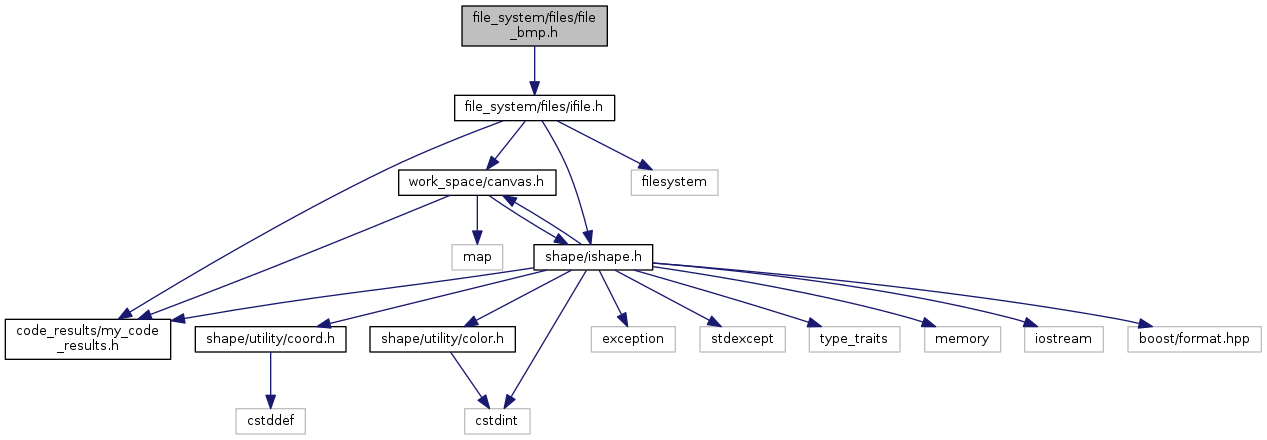 file_system/files/file
_bmp.h
file_system/files/ifile.h
work_space/canvas.h
filesystem
map
shape/ishape.h
code_results/my_code
_results.h
shape/utility/coord.h
shape/utility/color.h
exception
stdexcept
type_traits
memory
iostream
boost/format.hpp
cstddef
cstdint